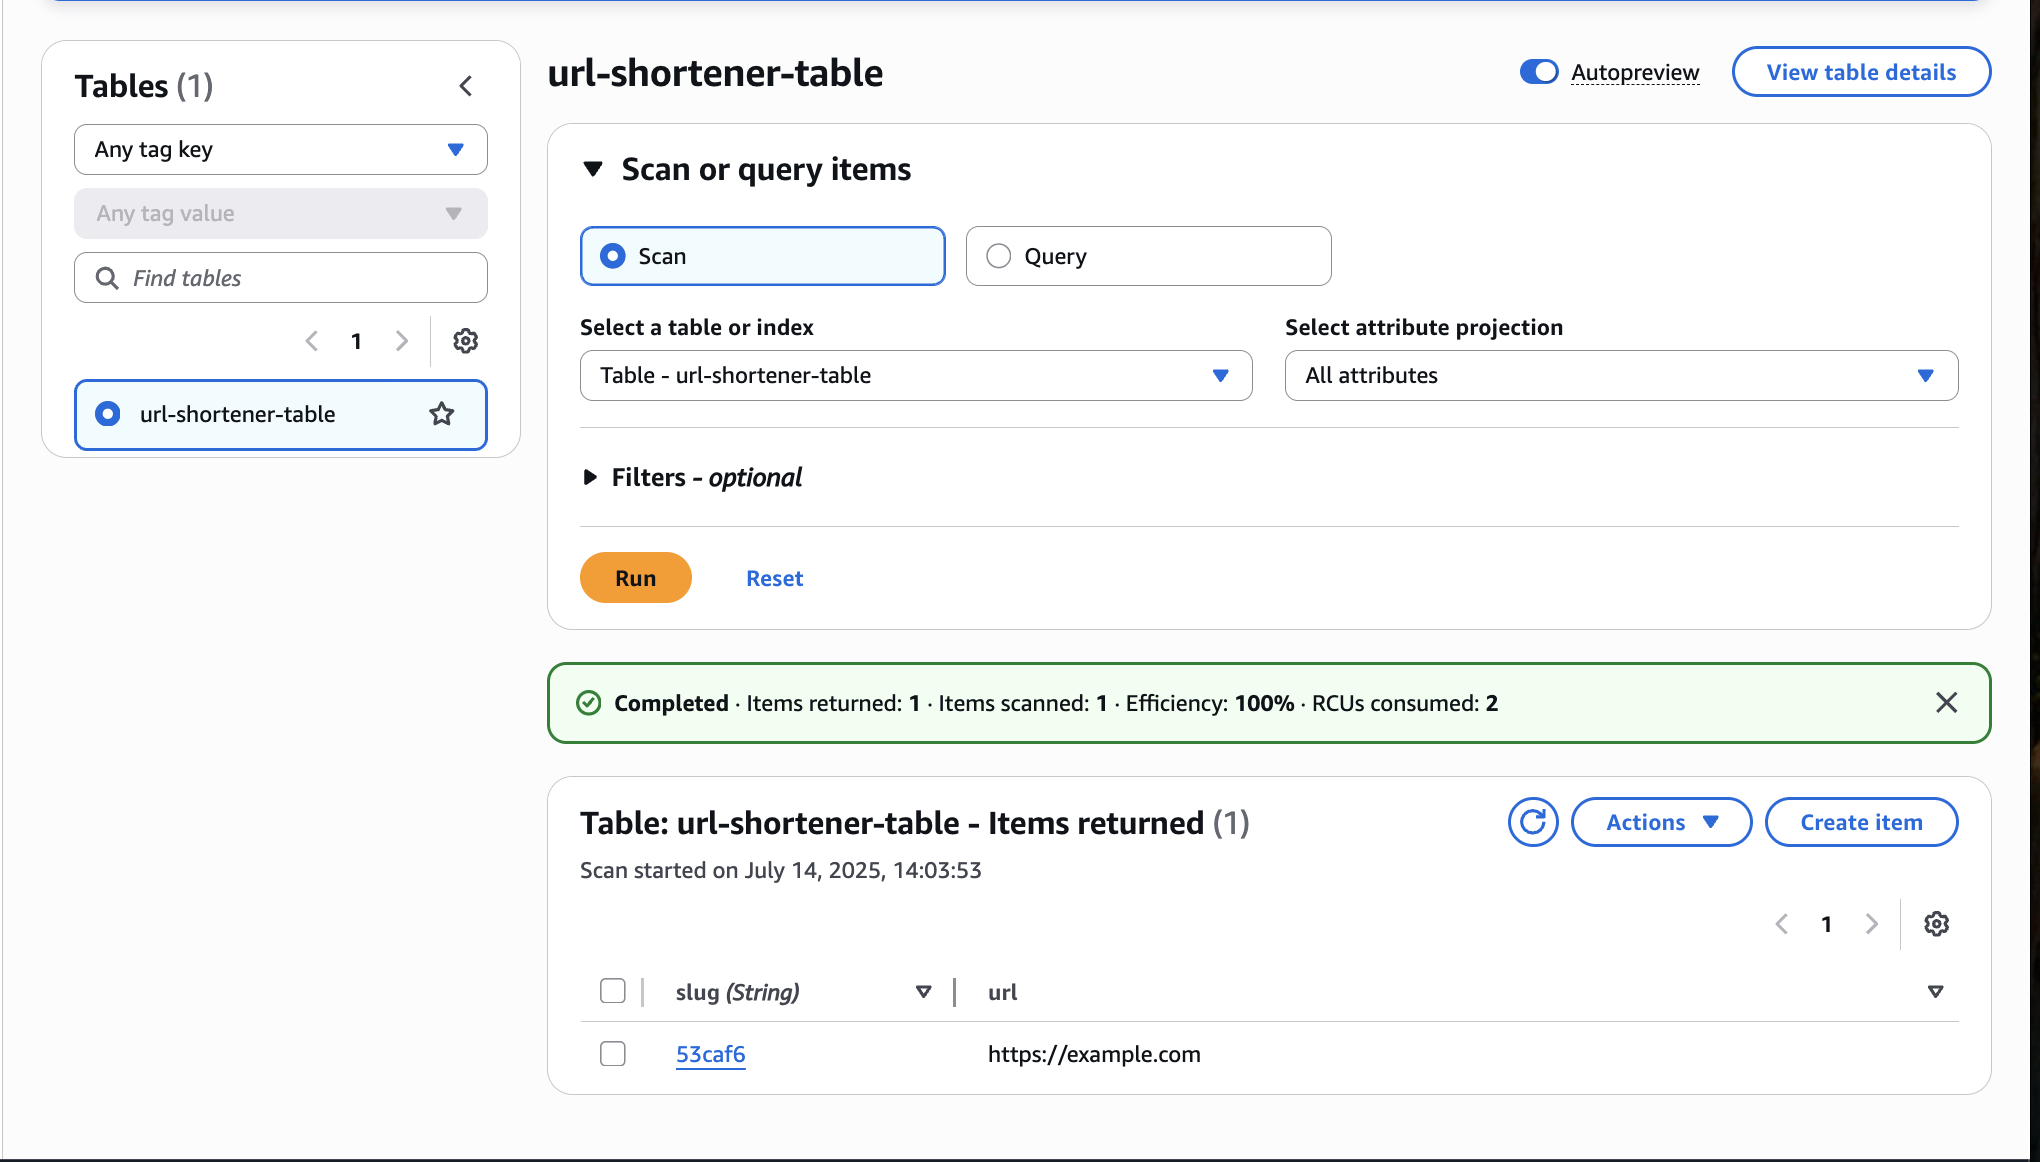 Tables (1)
Any tag key
Any tag value
Find tables
1
url-shortener-table
url-shortener-table
Autopreview
View table details
Scan or query items
Scan
Query
Select a table or index
Select attribute projection
Table - url-shortener-table
All attributes
Filters - optional
Run
Reset
Completed · Items returned: 1 · Items scanned: 1 · Efficiency: 100% · RCUs consumed: 2
Table: url-shortener-table - Items returned (1)
Actions
Create item
Scan started on July 14, 2025, 14:03:53
1
slug (String)
url
53caf6
https://example.com